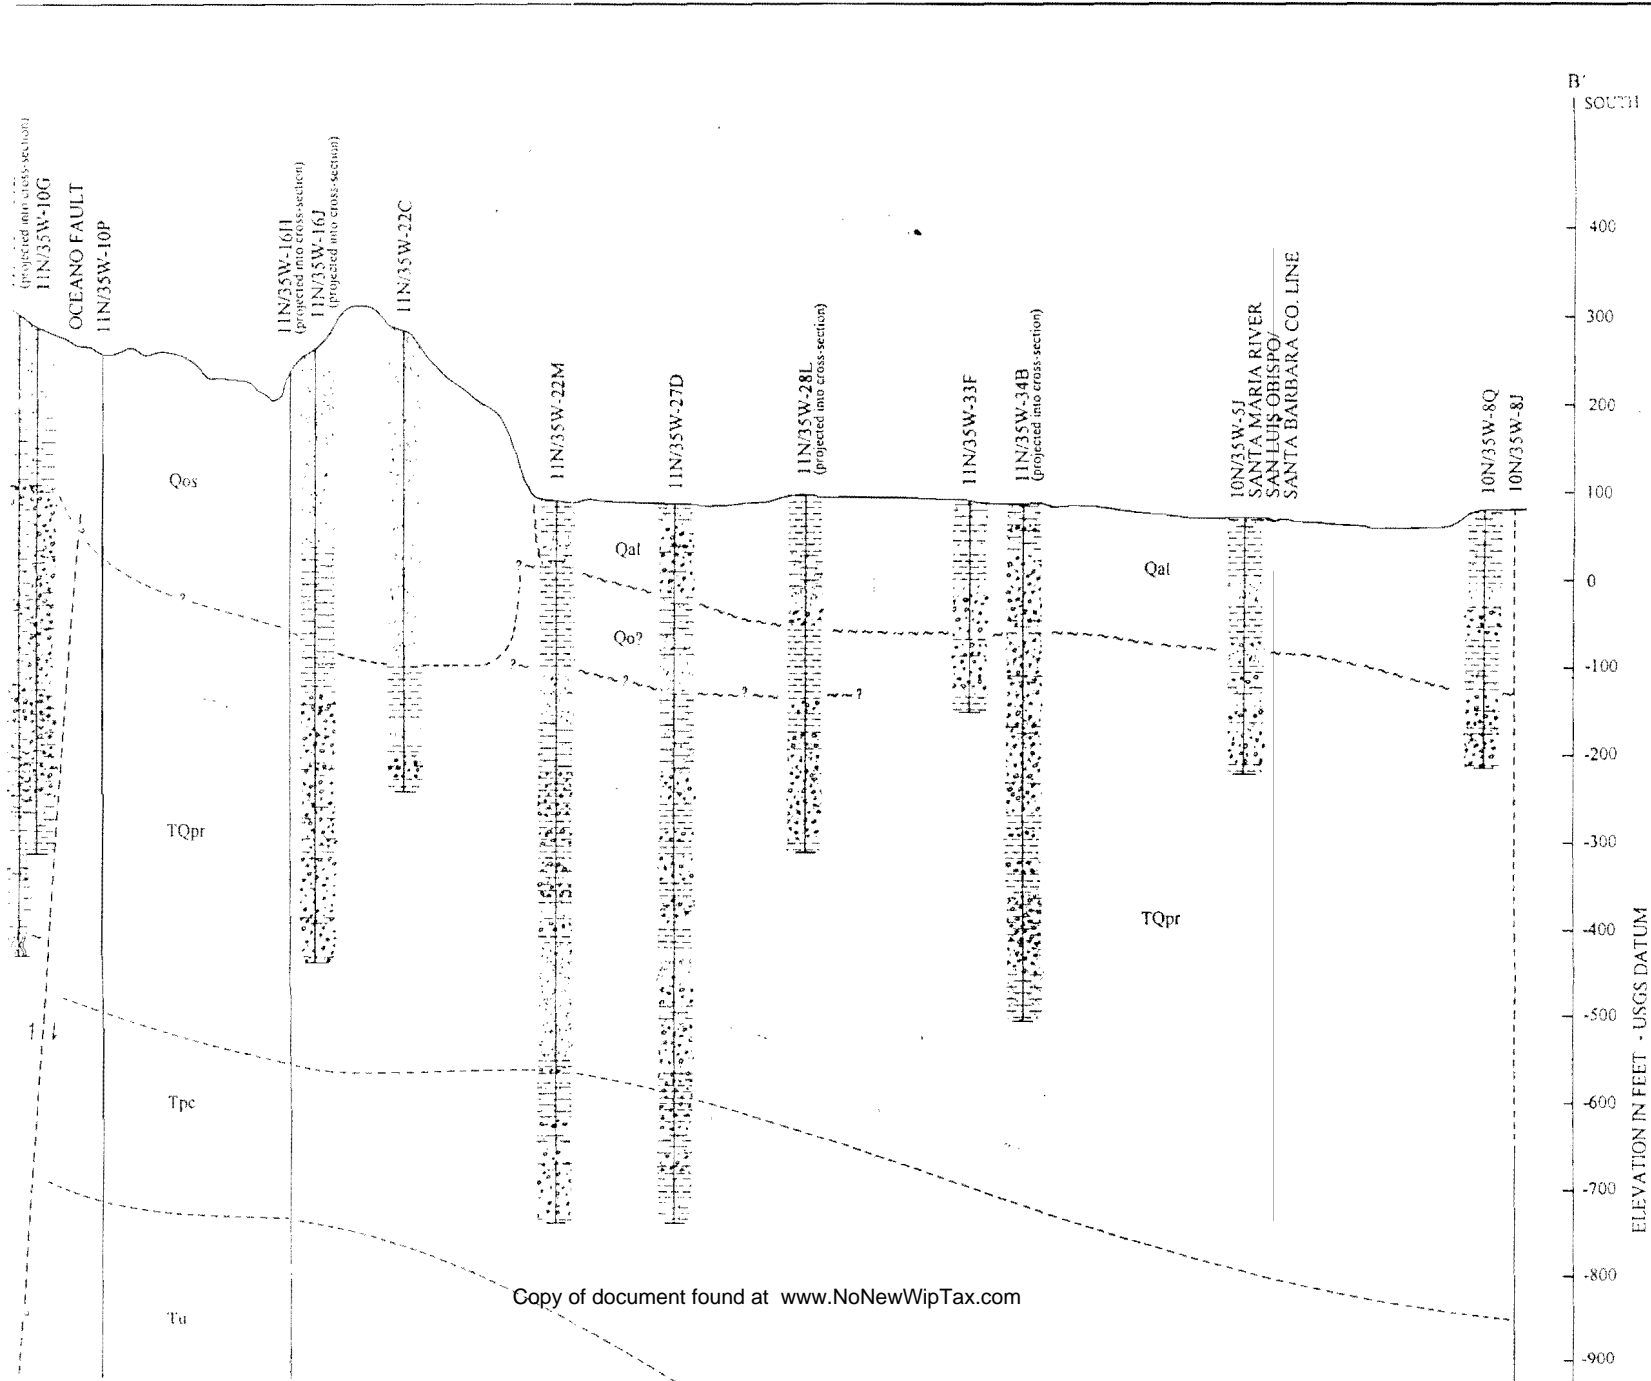 B'
SOUTH
(projected into cross-section)
11N/35W-10G
OCEANO FAULT
11N/35W-10P
11N/35W-16H
(projected into cross-section)
11N/35W-16J
(projected into cross-section)
11N/35W-22C
11N/35W-22M
11N/35W-27D
11N/35W-28L
(projected into cross-section)
11N/35W-33F
11N/35W-34B
(projected into cross-section)
10N/35W-5J
SANTA MARIA RIVER
SAN LUIS OBISPO/
SANTA BARBARA CO. LINE
10N/35W-8Q
10N/35W-8J
400
300
200
100
0
-100
-200
-300
-400
-500
-600
-700
-800
-900
ELEVATION IN FEET - USGS DATUM
Qos
Qal
Qal
Qo?
?
?
?
?
?
?
?
TQpr
TQpr
Tpc
Tu
Copy of document found at www.NoNewWipTax.com